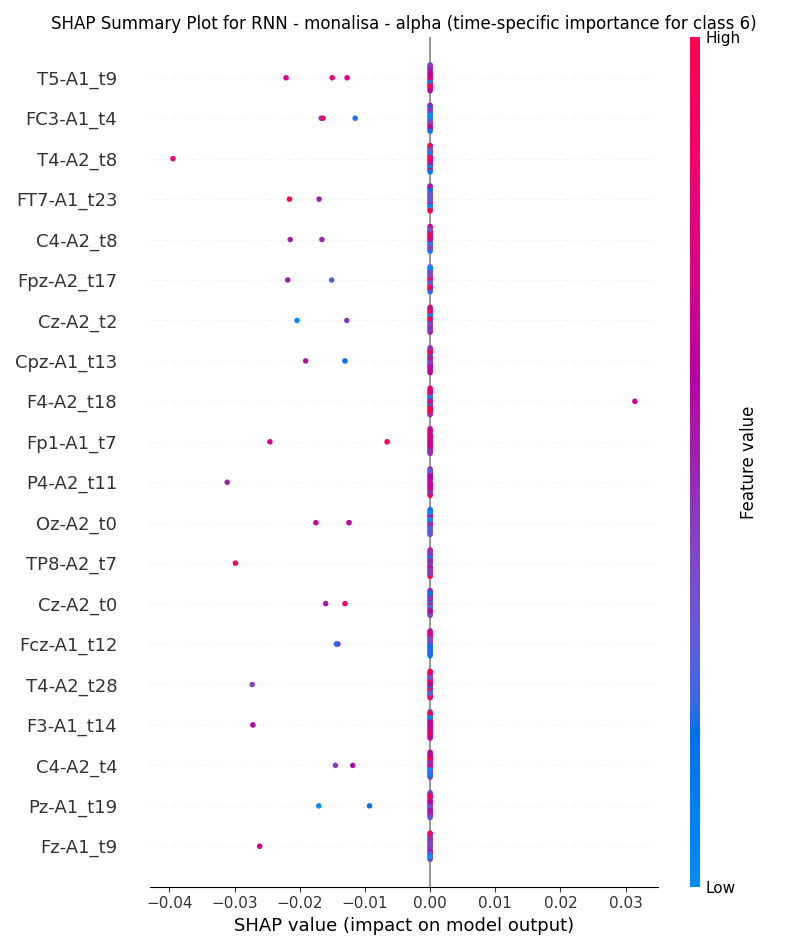 SHAP Summary Plot for RNN - monalisa - alpha (time-specific importance for class 6)
High
T5-A1_t9
FC3-A1_t4
T4-A2_t8
FT7-A1_t23
C4-A2_t8
Fpz-A2_t17
Cz-A2_t2
Cpz-A1_t13
F4-A2_t18
Fp1-A1_t7
P4-A2_t11
Oz-A2_t0
TP8-A2_t7
Cz-A2_t0
Fcz-A1_t12
T4-A2_t28
F3-A1_t14
C4-A2_t4
Pz-A1_t19
Fz-A1_t9
Feature value
Low
−0.04 −0.03 −0.02 −0.01 0.00 0.01 0.02 0.03
SHAP value (impact on model output)